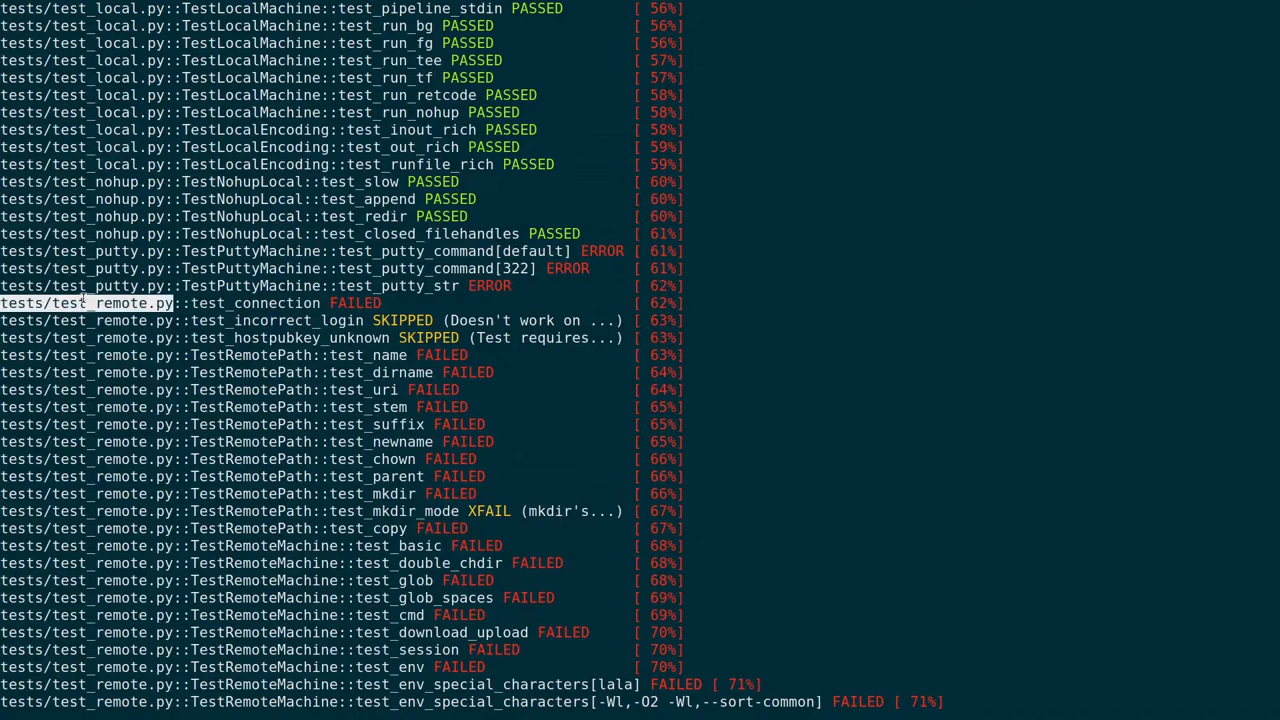 tests/test_local.py::TestLocalMachine::test_pipeline_stdin PASSED [ 56%]
tests/test_local.py::TestLocalMachine::test_run_bg PASSED [ 56%]
tests/test_local.py::TestLocalMachine::test_run_fg PASSED [ 56%]
tests/test_local.py::TestLocalMachine::test_run_tee PASSED [ 57%]
tests/test_local.py::TestLocalMachine::test_run_tf PASSED [ 57%]
tests/test_local.py::TestLocalMachine::test_run_retcode PASSED [ 58%]
tests/test_local.py::TestLocalMachine::test_run_nohup PASSED [ 58%]
tests/test_local.py::TestLocalEncoding::test_inout_rich PASSED [ 58%]
tests/test_local.py::TestLocalEncoding::test_out_rich PASSED [ 59%]
tests/test_local.py::TestLocalEncoding::test_runfile_rich PASSED [ 59%]
tests/test_nohup.py::TestNohupLocal::test_slow PASSED [ 60%]
tests/test_nohup.py::TestNohupLocal::test_append PASSED [ 60%]
tests/test_nohup.py::TestNohupLocal::test_redir PASSED [ 60%]
tests/test_nohup.py::TestNohupLocal::test_closed_filehandles PASSED [ 61%]
tests/test_putty.py::TestPuttyMachine::test_putty_command[default] ERROR [ 61%]
tests/test_putty.py::TestPuttyMachine::test_putty_command[322] ERROR [ 61%]
tests/test_putty.py::TestPuttyMachine::test_putty_str ERROR [ 62%]
tests/test_remote.py::test_connection FAILED [ 62%]
tests/test_remote.py::test_incorrect_login SKIPPED (Doesn't work on ...) [ 63%]
tests/test_remote.py::test_hostpubkey_unknown SKIPPED (Test requires...) [ 63%]
tests/test_remote.py::TestRemotePath::test_name FAILED [ 63%]
tests/test_remote.py::TestRemotePath::test_dirname FAILED [ 64%]
tests/test_remote.py::TestRemotePath::test_uri FAILED [ 64%]
tests/test_remote.py::TestRemotePath::test_stem FAILED [ 65%]
tests/test_remote.py::TestRemotePath::test_suffix FAILED [ 65%]
tests/test_remote.py::TestRemotePath::test_newname FAILED [ 65%]
tests/test_remote.py::TestRemotePath::test_chown FAILED [ 66%]
tests/test_remote.py::TestRemotePath::test_parent FAILED [ 66%]
tests/test_remote.py::TestRemotePath::test_mkdir FAILED [ 66%]
tests/test_remote.py::TestRemotePath::test_mkdir_mode XFAIL (mkdir's...) [ 67%]
tests/test_remote.py::TestRemotePath::test_copy FAILED [ 67%]
tests/test_remote.py::TestRemoteMachine::test_basic FAILED [ 68%]
tests/test_remote.py::TestRemoteMachine::test_double_chdir FAILED [ 68%]
tests/test_remote.py::TestRemoteMachine::test_glob FAILED [ 68%]
tests/test_remote.py::TestRemoteMachine::test_glob_spaces FAILED [ 69%]
tests/test_remote.py::TestRemoteMachine::test_cmd FAILED [ 69%]
tests/test_remote.py::TestRemoteMachine::test_download_upload FAILED [ 70%]
tests/test_remote.py::TestRemoteMachine::test_session FAILED [ 70%]
tests/test_remote.py::TestRemoteMachine::test_env FAILED [ 70%]
tests/test_remote.py::TestRemoteMachine::test_env_special_characters[lala] FAILED [ 71%]
tests/test_remote.py::TestRemoteMachine::test_env_special_characters[-Wl,-O2 -Wl,--sort-common] FAILED [ 71%]